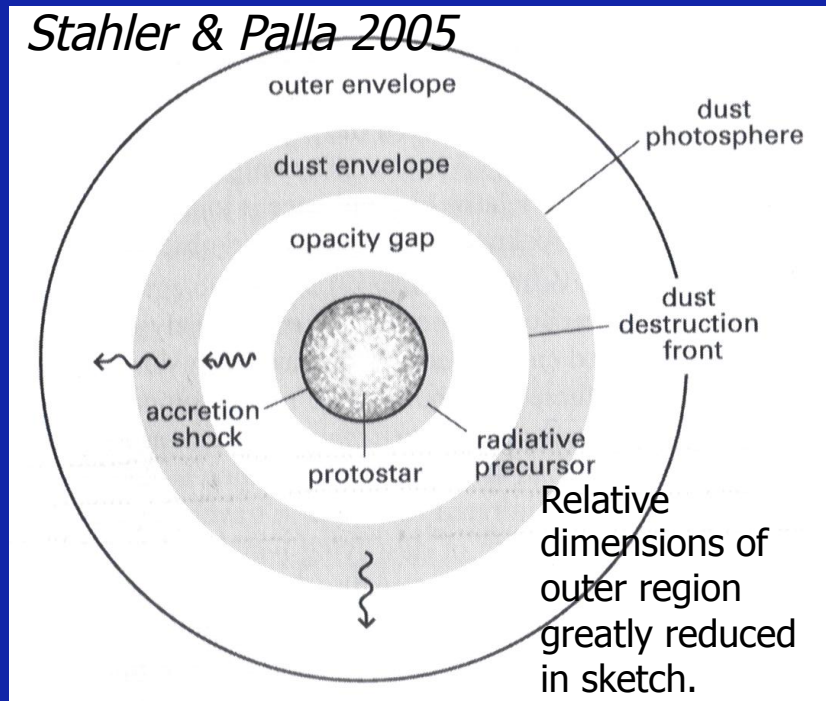 Stahler & Palla 2005
outer envelope
dust
photosphere
dust envelope
opacity gap
dust
destruction
front
accretion
shock
protostar
radiative
precursor
Relative
dimensions of
outer region
greatly reduced
in sketch.